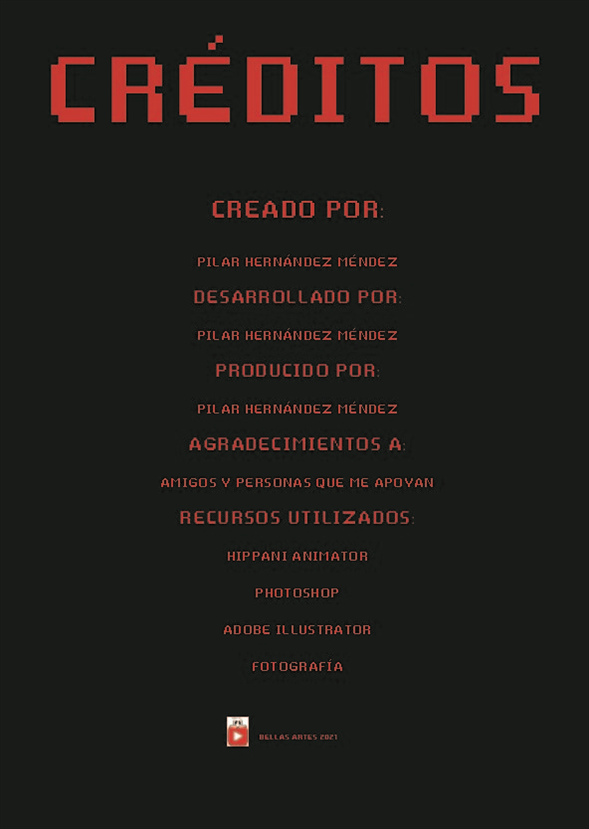 CRÉDITOS
CREADO POR:
PILAR HERNÁNDEZ MÉNDEZ
DESARROLLADO POR:
PILAR HERNÁNDEZ MÉNDEZ
PRODUCIDO POR:
PILAR HERNÁNDEZ MÉNDEZ
AGRADECIMIENTOS A:
AMIGOS Y PERSONAS QUE ME APOYAN
RECURSOS UTILIZADOS:
HIPPANI ANIMATOR
PHOTOSHOP
ADOBE ILLUSTRATOR
FOTOGRAFÍA
BELLAS ARTES 2021